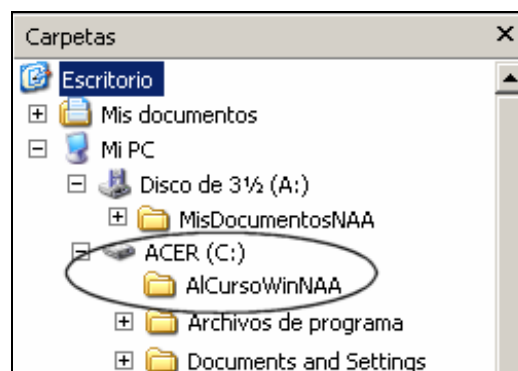 Carpetas
Escritorio
Mis documentos
Mi PC
Disco de 3½ (A:)
MisDocumentosNAA
ACER (C:)
AlCursoWinNAA
Archivos de programa
Documents and Settings